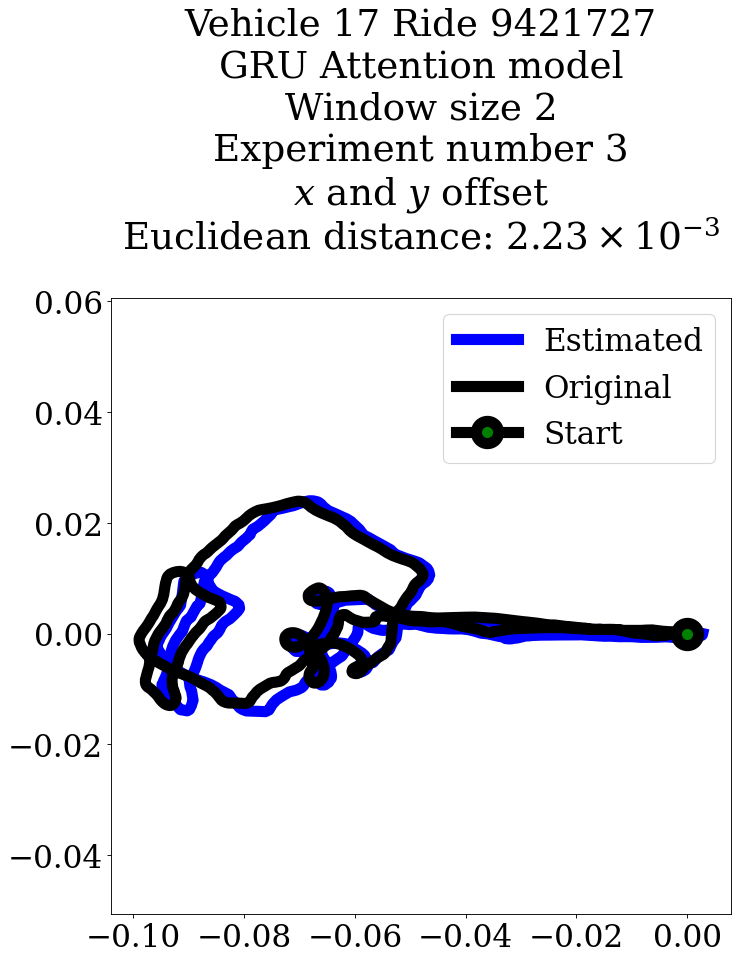 Vehicle 17 Ride 9421727
GRU Attention model
Window size 2
Experiment number 3
x and y offset
Euclidean distance: 2.23 × 10⁻³
Estimated
Original
Start
0.06
0.04
0.02
0.00
−0.02
−0.04
−0.10 −0.08 −0.06 −0.04 −0.02 0.00